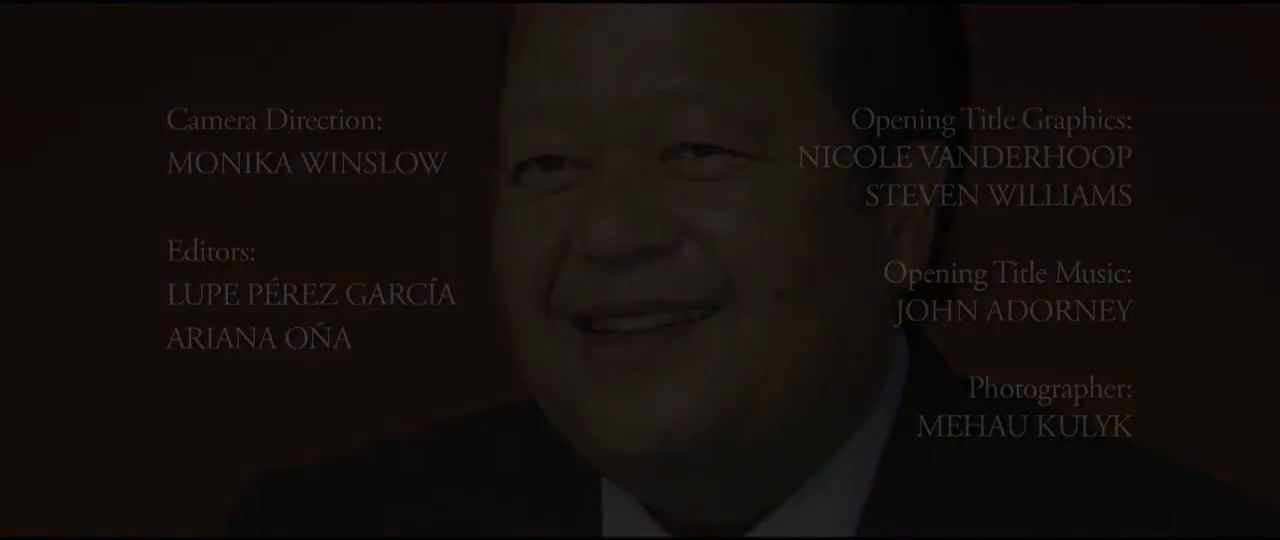 Camera Direction:
MONIKA WINSLOW
Editors:
LUPE PÉREZ GARCÍA
ARIANA OÑA
Opening Title Graphics:
NICOLE VANDERHOOP
STEVEN WILLIAMS
Opening Title Music:
JOHN ADORNEY
Photographer:
MEHAU KULYK